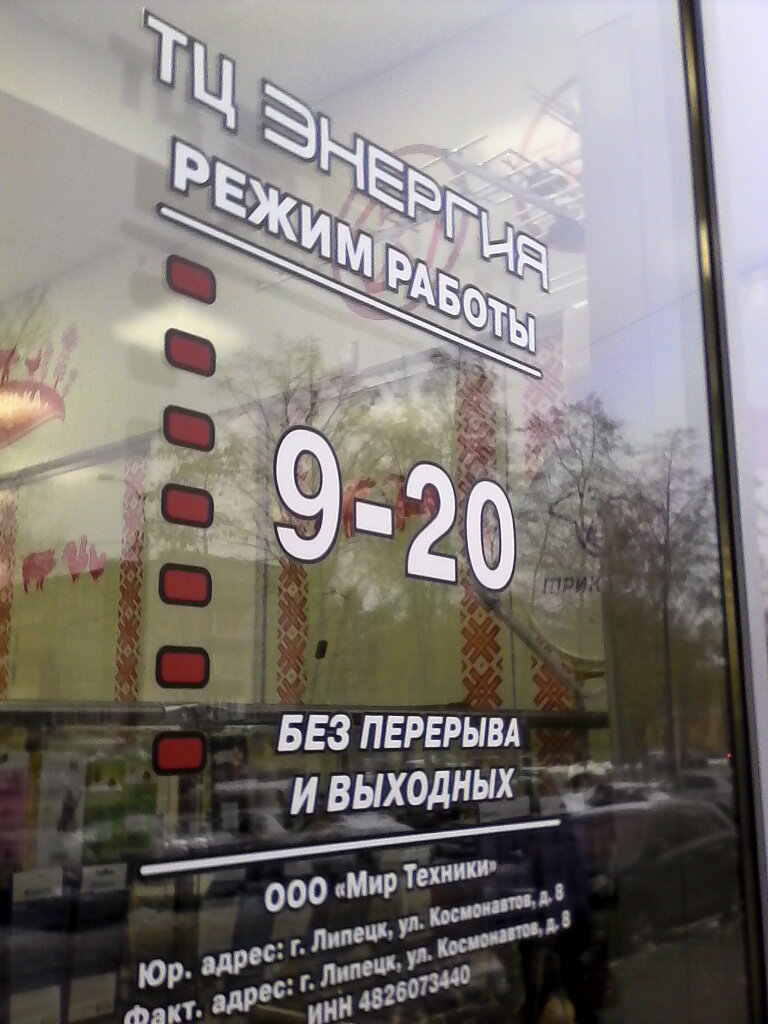 ТЦ ЭНЕРГИЯ
РЕЖИМ РАБОТЫ
9-20
БЕЗ ПЕРЕРЫВА
И ВЫХОДНЫХ
ООО «Мир Техники»
Юр. адрес: г. Липецк, ул. Космонавтов, д. 8
Факт. адрес: г. Липецк, ул. Космонавтов, д. 8
ИНН 4826073440